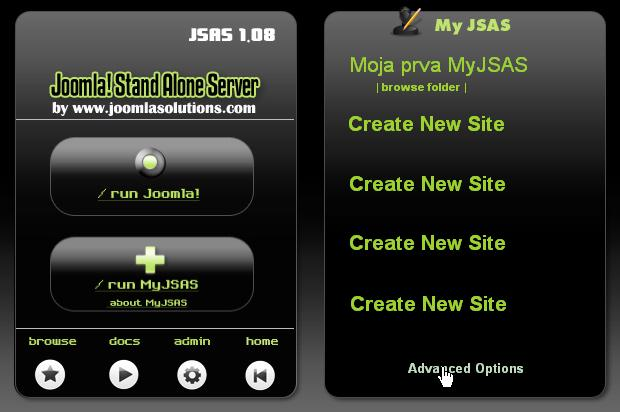 JSAS 1.08
Joomla! Stand Alone Server
by www.joomlasolutions.com
/ run Joomla!
/ run MyJSAS
about MyJSAS
browse docs admin home
My JSAS
Moja prva MyJSAS
| browse folder |
Create New Site
Create New Site
Create New Site
Create New Site
Advanced Options